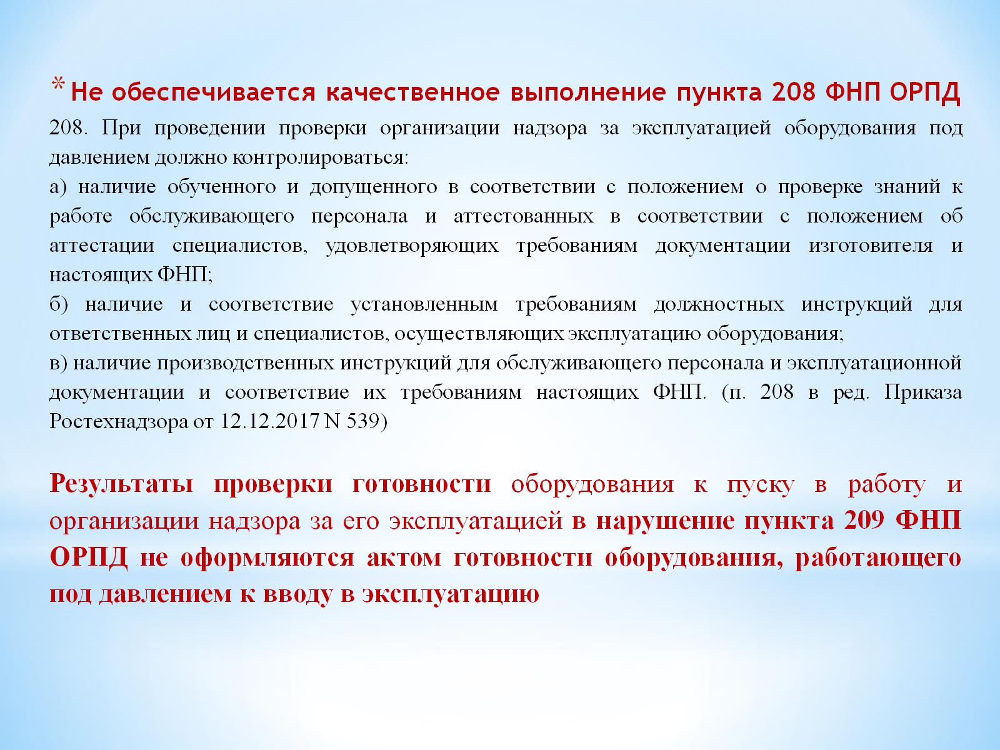 * Не обеспечивается качественное выполнение пункта 208 ФНП ОРПД
208. При проведении проверки организации надзора за эксплуатацией оборудования под
давлением должно контролироваться:
а) наличие обученного и допущенного в соответствии с положением о проверке знаний к
работе обслуживающего персонала и аттестованных в соответствии с положением об
аттестации специалистов, удовлетворяющих требованиям документации изготовителя и
настоящих ФНП;
б) наличие и соответствие установленным требованиям должностных инструкций для
ответственных лиц и специалистов, осуществляющих эксплуатацию оборудования;
в) наличие производственных инструкций для обслуживающего персонала и эксплуатационной
документации и соответствие их требованиям настоящих ФНП. (п. 208 в ред. Приказа
Ростехнадзора от 12.12.2017 N 539)
Результаты проверки готовности оборудования к пуску в работу и
организации надзора за его эксплуатацией в нарушение пункта 209 ФНП
ОРПД не оформляются актом готовности оборудования, работающего
под давлением к вводу в эксплуатацию